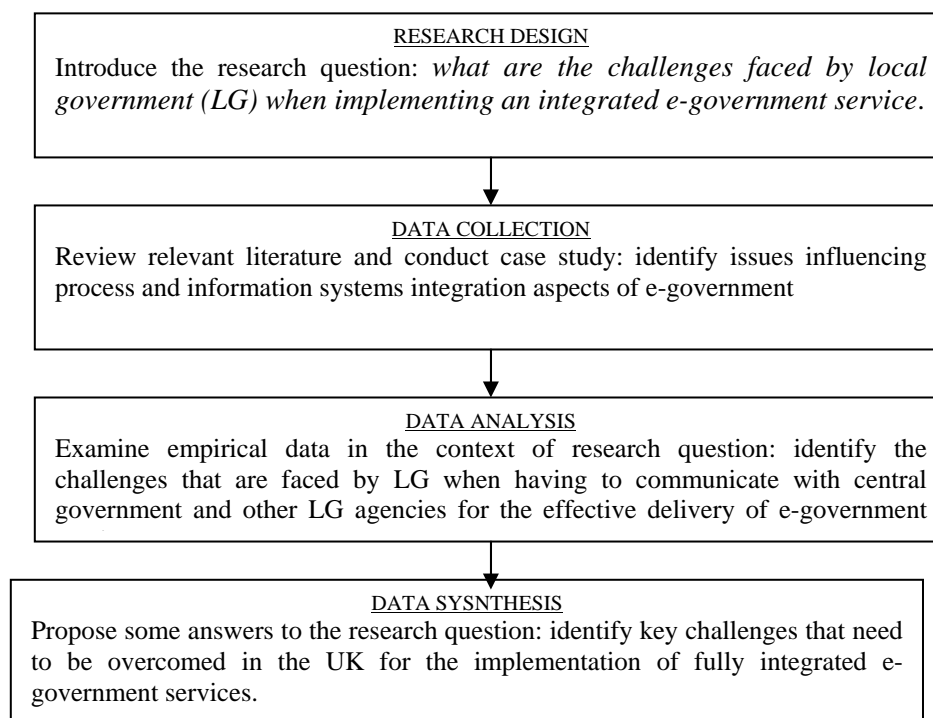 RESEARCH DESIGN
Introduce the research question: what are the challenges faced by local
government (LG) when implementing an integrated e-government service.
DATA COLLECTION
Review relevant literature and conduct case study: identify issues influencing
process and information systems integration aspects of e-government
DATA ANALYSIS
Examine empirical data in the context of research question: identify the
challenges that are faced by LG when having to communicate with central
government and other LG agencies for the effective delivery of e-government
DATA SYSNTHESIS
Propose some answers to the research question: identify key challenges that need
to be overcomed in the UK for the implementation of fully integrated e-
government services.